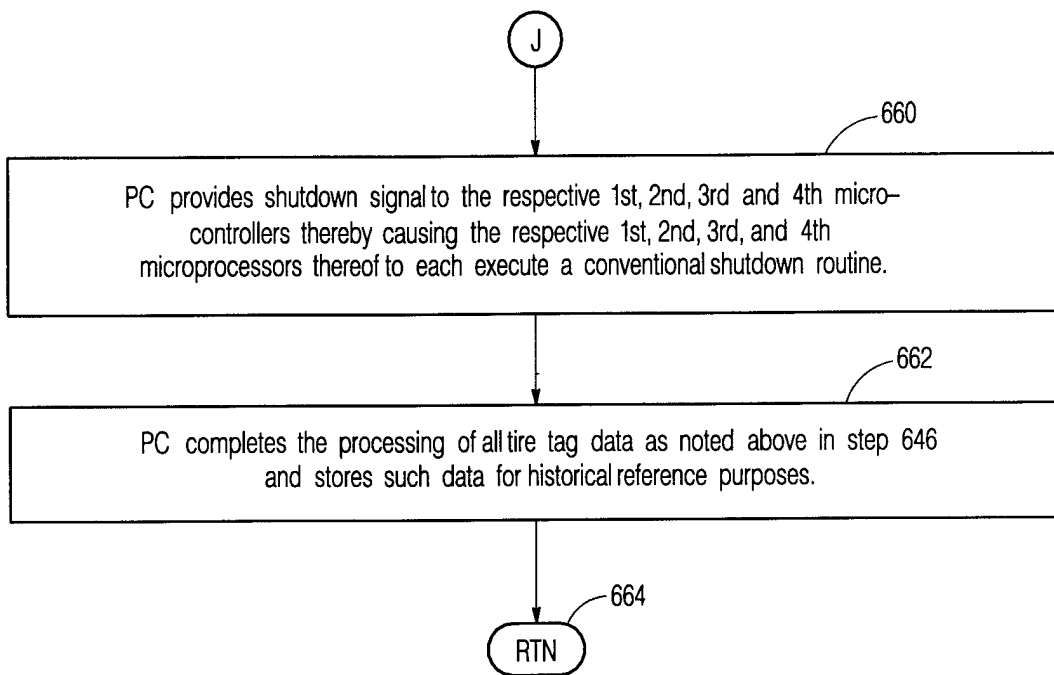 J
660
PC provides shutdown signal to the respective 1st, 2nd, 3rd and 4th micro–
controllers thereby causing the respective 1st, 2nd, 3rd, and 4th
microprocessors thereof to each execute a conventional shutdown routine.
662
PC completes the processing of all tire tag data as noted above in step 646
and stores such data for historical reference purposes.
664
RTN